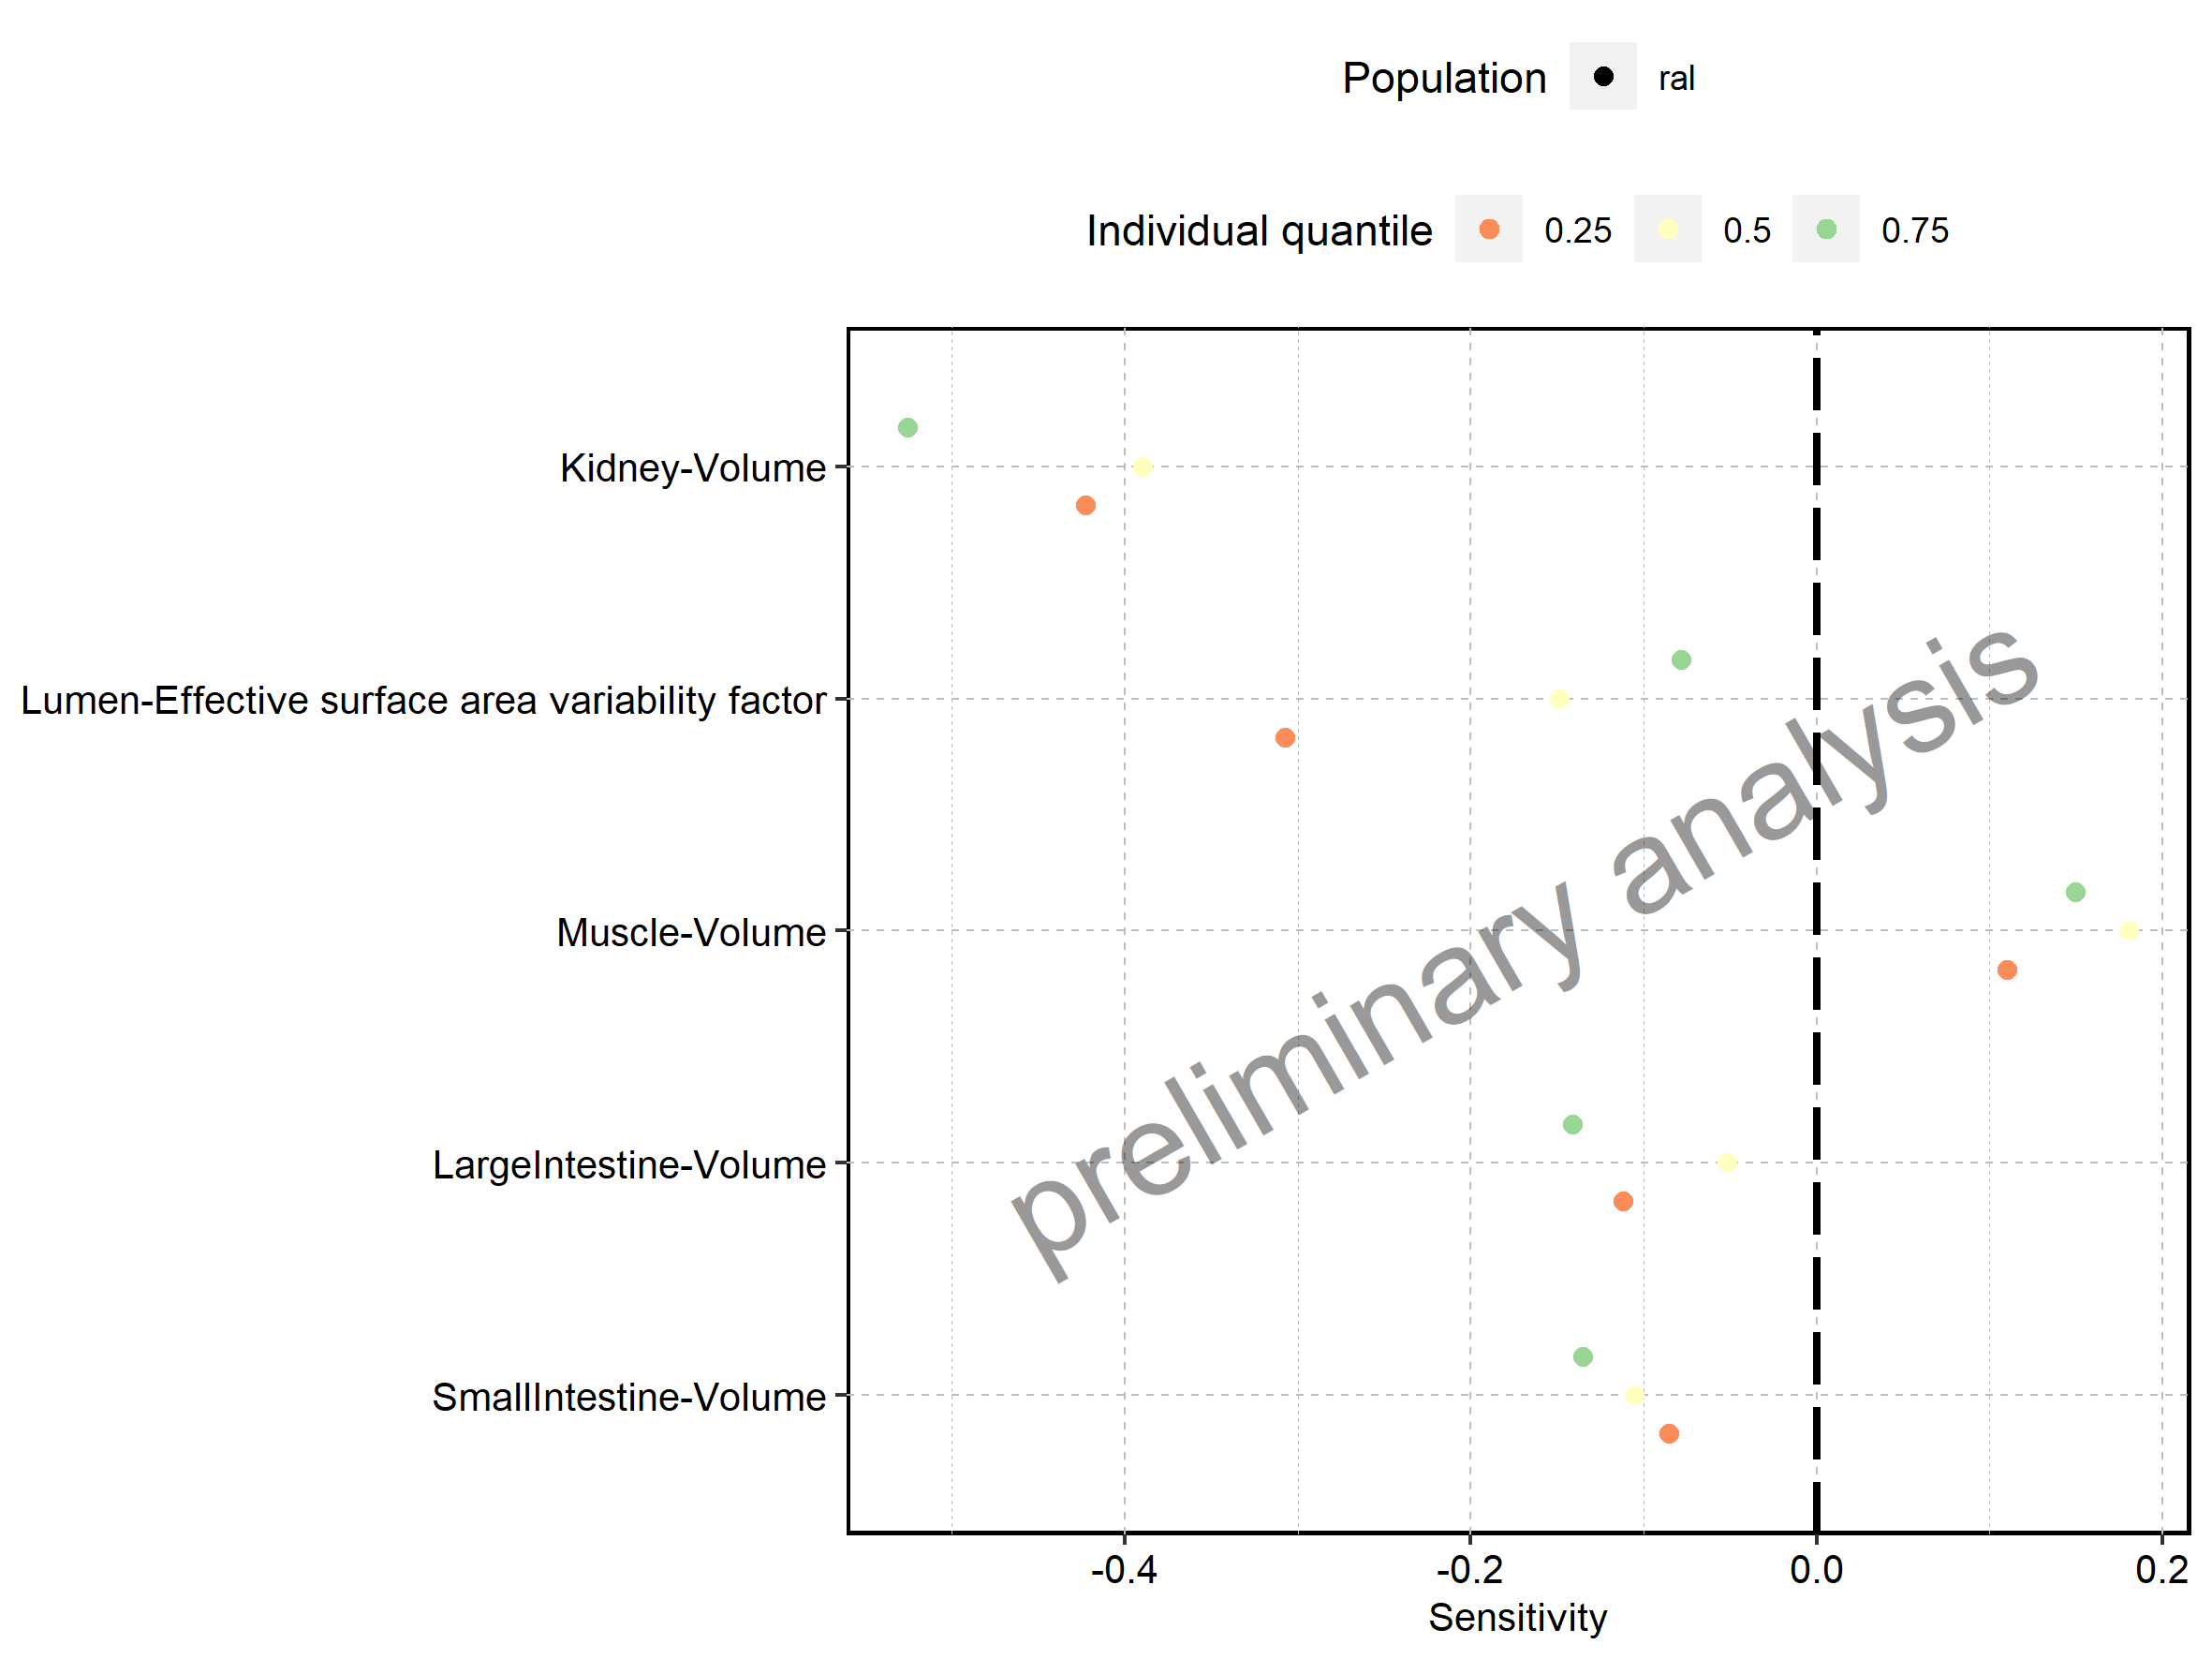 Population ral
Individual quantile 0.25 0.5 0.75
Kidney-Volume
Lumen-Effective surface area variability factor
Muscle-Volume
LargeIntestine-Volume
SmallIntestine-Volume
preliminary analysis
-0.4 -0.2 0.0 0.2
Sensitivity